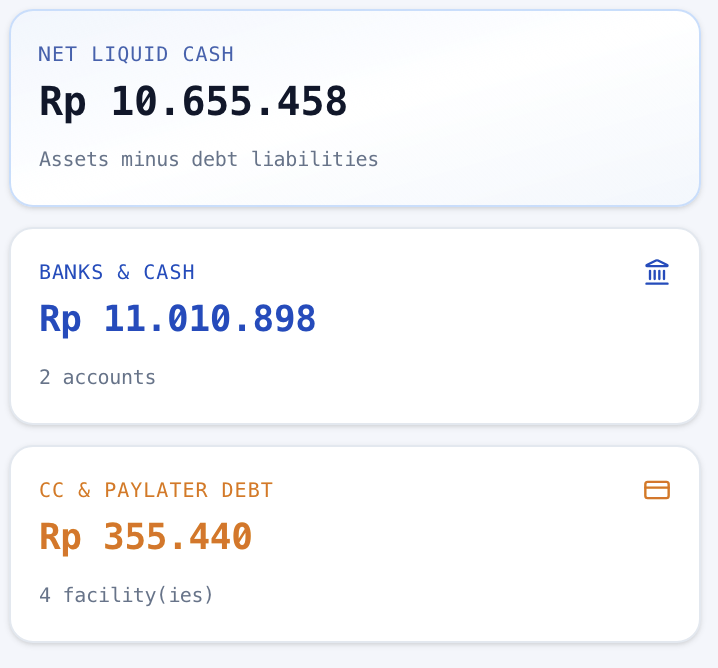 NET LIQUID CASH
Rp 10.655.458
Assets minus debt liabilities
BANKS & CASH
Rp 11.010.898
2 accounts
CC & PAYLATER DEBT
Rp 355.440
4 facility(ies)